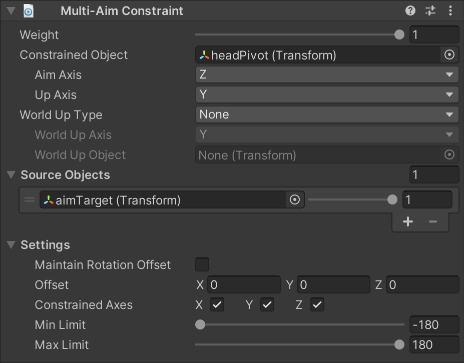 Multi-Aim Constraint
Weight 1
Constrained Object headPivot (Transform)
Aim Axis Z
Up Axis Y
World Up Type None
World Up Axis Y
World Up Object None (Transform)
Source Objects 1
aimTarget (Transform) 1
+ −
Settings
Maintain Rotation Offset
Offset X 0 Y 0 Z 0
Constrained Axes X Y Z
Min Limit -180
Max Limit 180